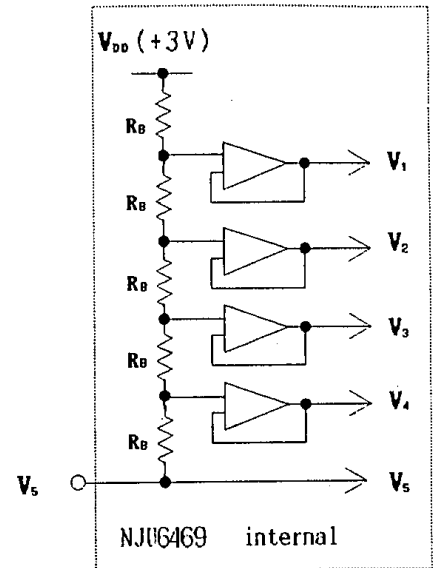 VDD (+3V)
RB
V1
RB
V2
RB
V3
RB
V4
RB
V5 V5
NJU6469 internal